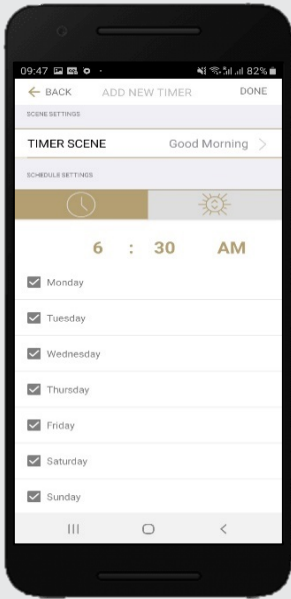 09:47 82%
BACK ADD NEW TIMER DONE
SCENE SETTINGS
TIMER SCENE Good Morning
SCHEDULE SETTINGS
6 : 30 AM
Monday
Tuesday
Wednesday
Thursday
Friday
Saturday
Sunday